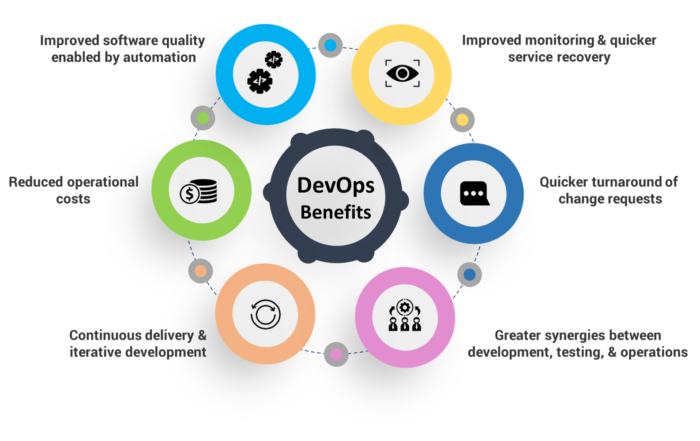 Improved software quality
enabled by automation
Improved monitoring & quicker
service recovery
Reduced operational
costs
DevOps
Benefits
Quicker turnaround of
change requests
Continuous delivery &
iterative development
Greater synergies between
development, testing, & operations